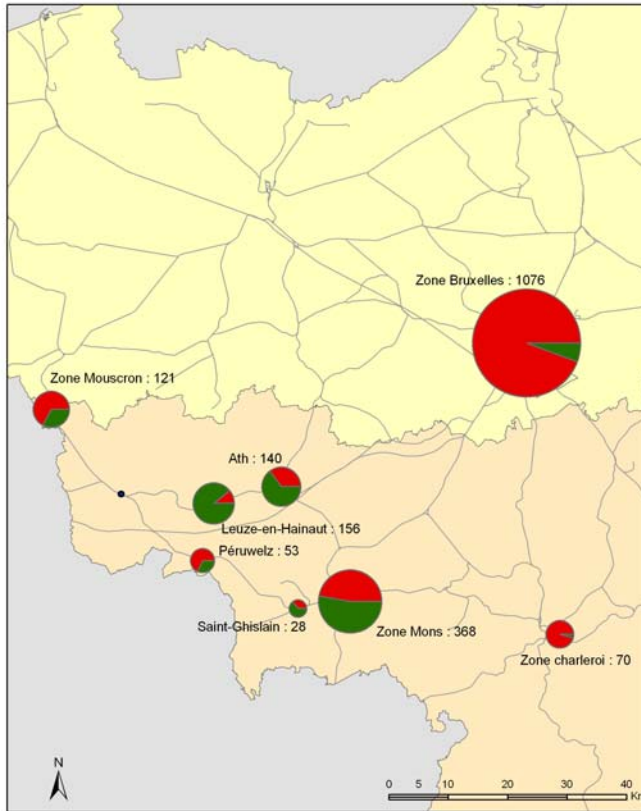 Zone Bruxelles : 1076
Zone Mouscron : 121
Ath : 140
Leuze-en-Hainaut : 156
Péruwelz : 53
Saint-Ghislain : 28
Zone Mons : 368
Zone charleroi : 70
N
0 5 10 20 30 40